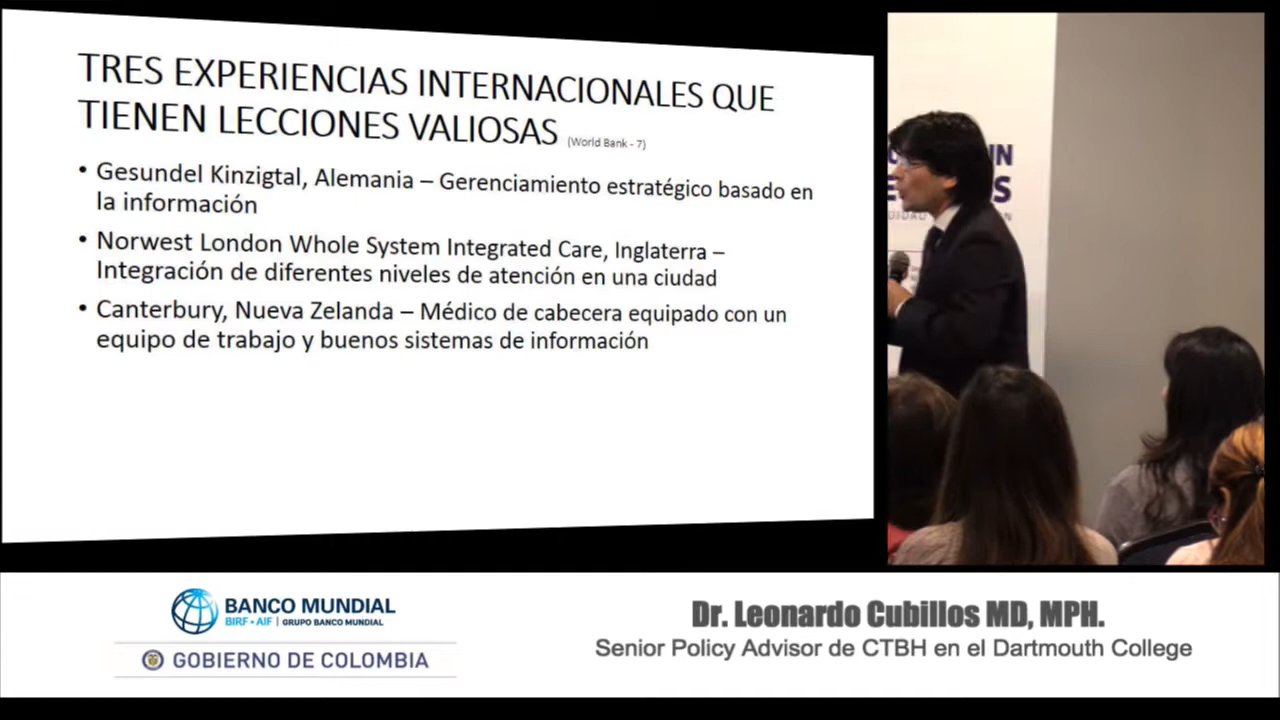 TRES EXPERIENCIAS INTERNACIONALES QUE
TIENEN LECCIONES VALIOSAS (World Bank - 7)
• Gesundel Kinzigtal, Alemania – Gerenciamiento estratégico basado en
la información
• Norwest London Whole System Integrated Care, Inglaterra –
Integración de diferentes niveles de atención en una ciudad
• Canterbury, Nueva Zelanda – Médico de cabecera equipado con un
equipo de trabajo y buenos sistemas de información
BANCO MUNDIAL
BIRF • AIF | GRUPO BANCO MUNDIAL
GOBIERNO DE COLOMBIA
Dr. Leonardo Cubillos MD, MPH.
Senior Policy Advisor de CTBH en el Dartmouth College